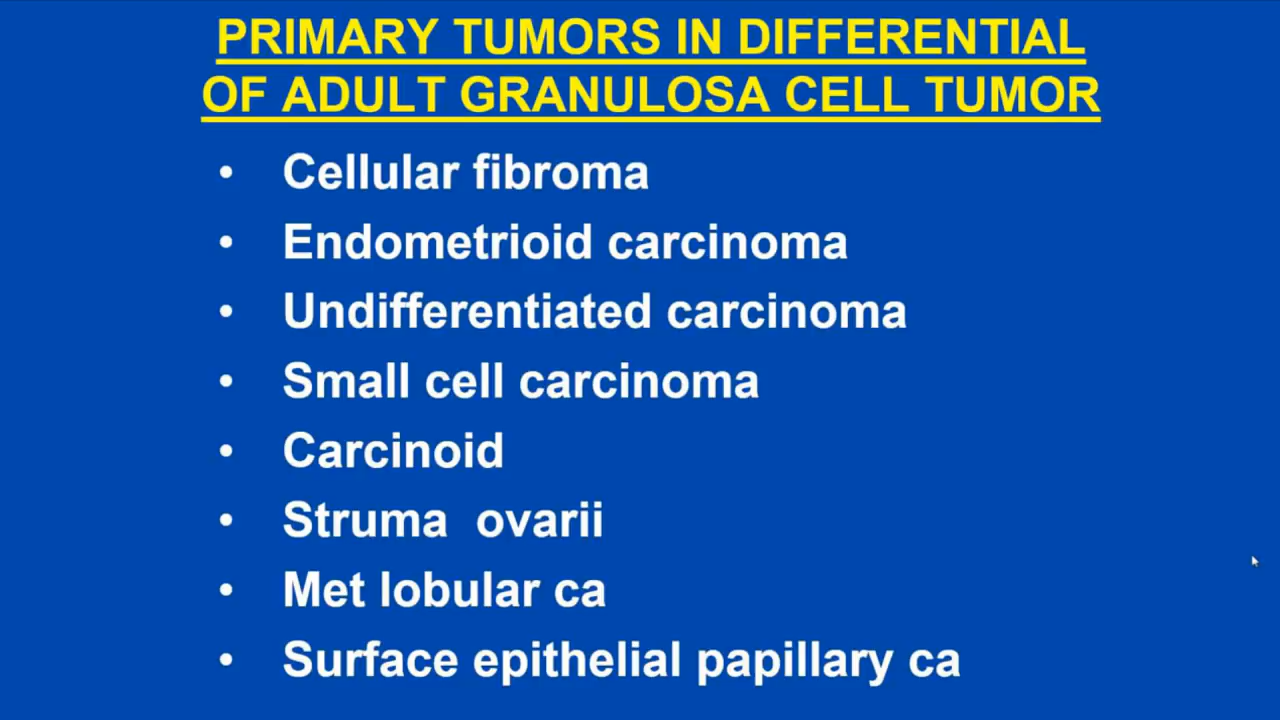 PRIMARY TUMORS IN DIFFERENTIAL
OF ADULT GRANULOSA CELL TUMOR
• Cellular fibroma
• Endometrioid carcinoma
• Undifferentiated carcinoma
• Small cell carcinoma
• Carcinoid
• Struma ovarii
• Met lobular ca
• Surface epithelial papillary ca